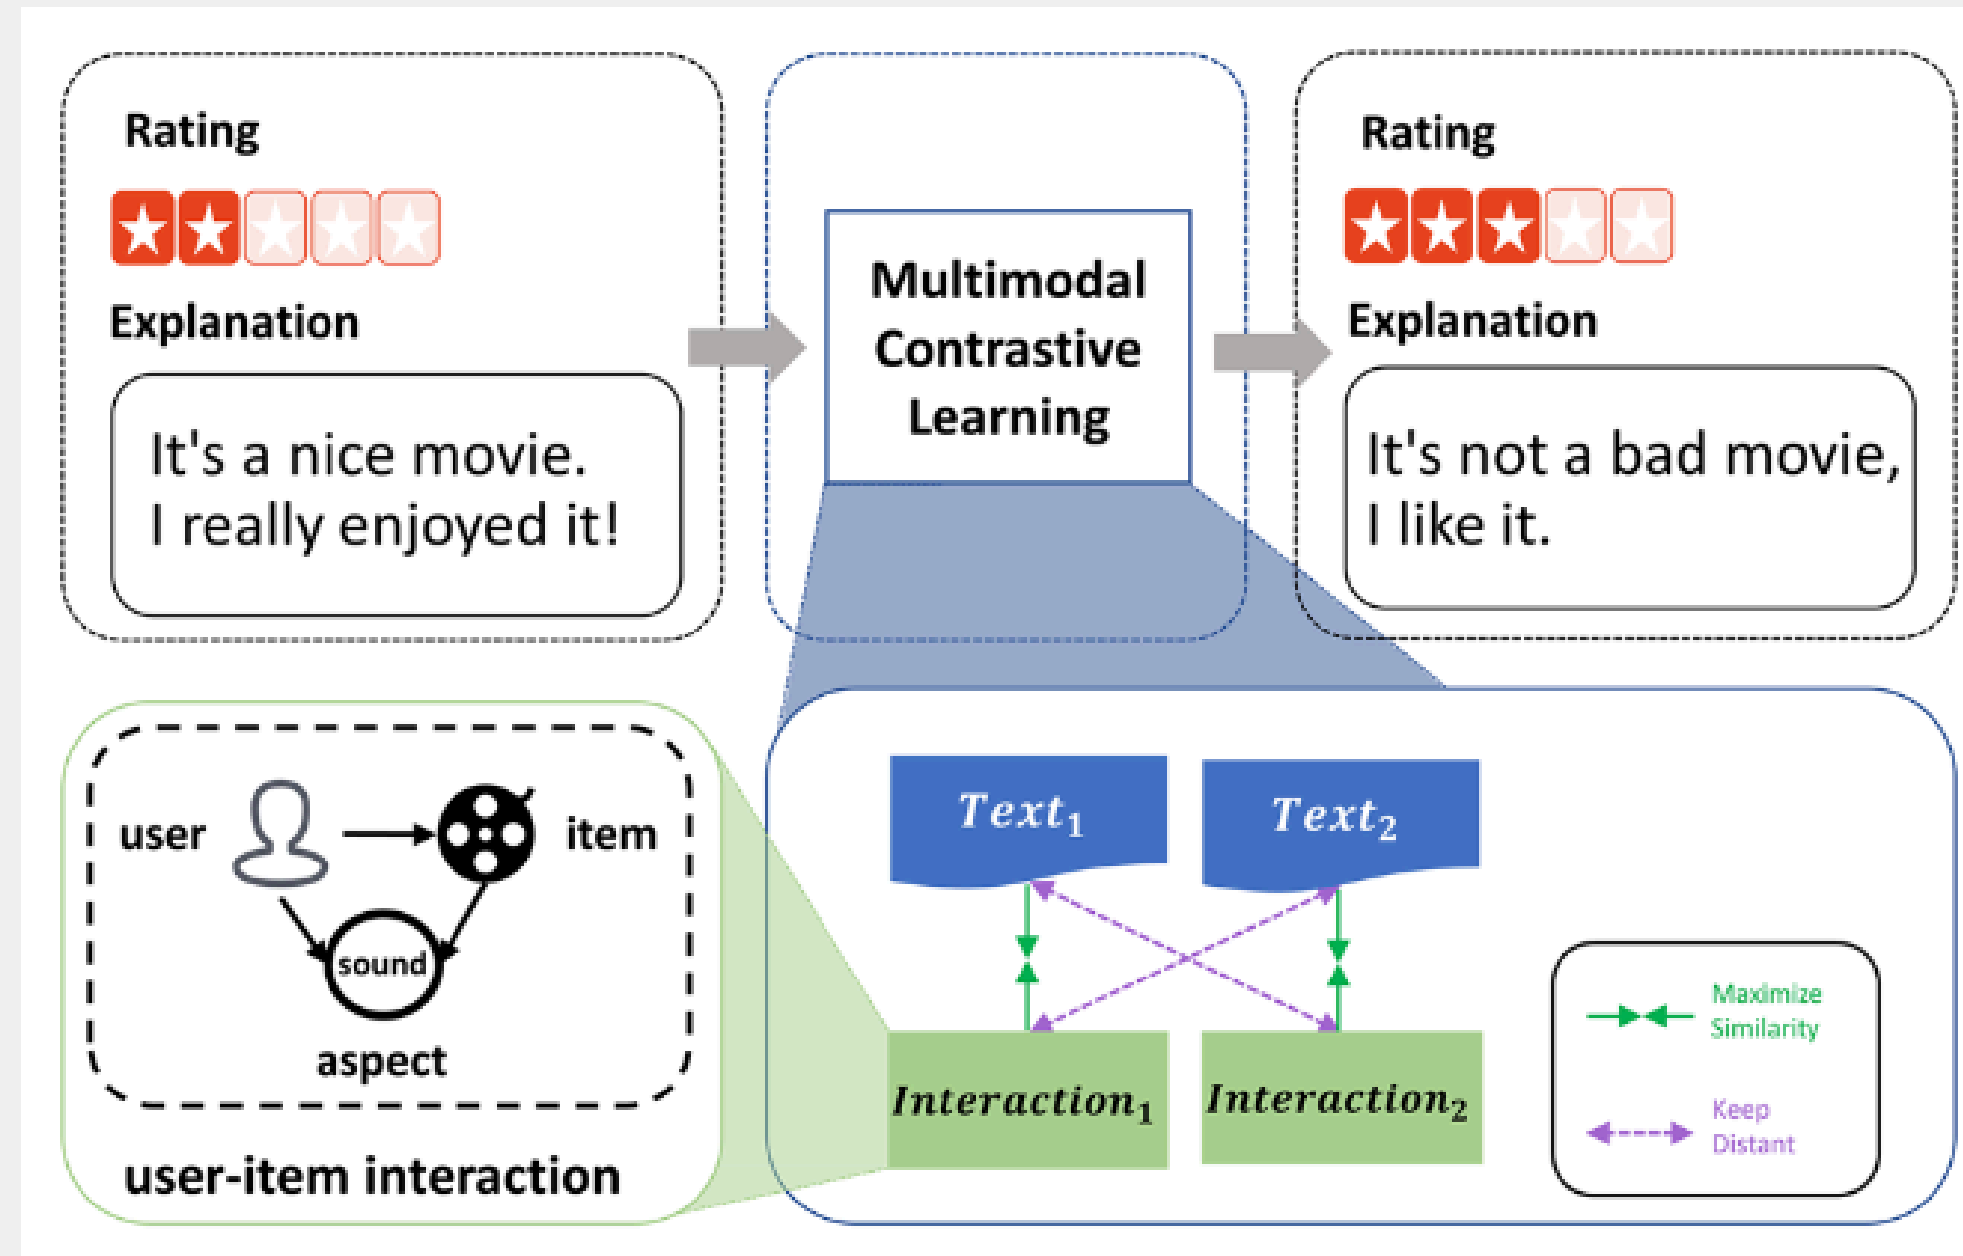 Rating
Explanation
It's a nice movie.
I really enjoyed it!
Multimodal
Contrastive
Learning
Rating
Explanation
It's not a bad movie,
I like it.
user
item
sound
aspect
user-item interaction
Text₁
Text₂
Interaction₁
Interaction₂
Maximize
Similarity
Keep
Distant